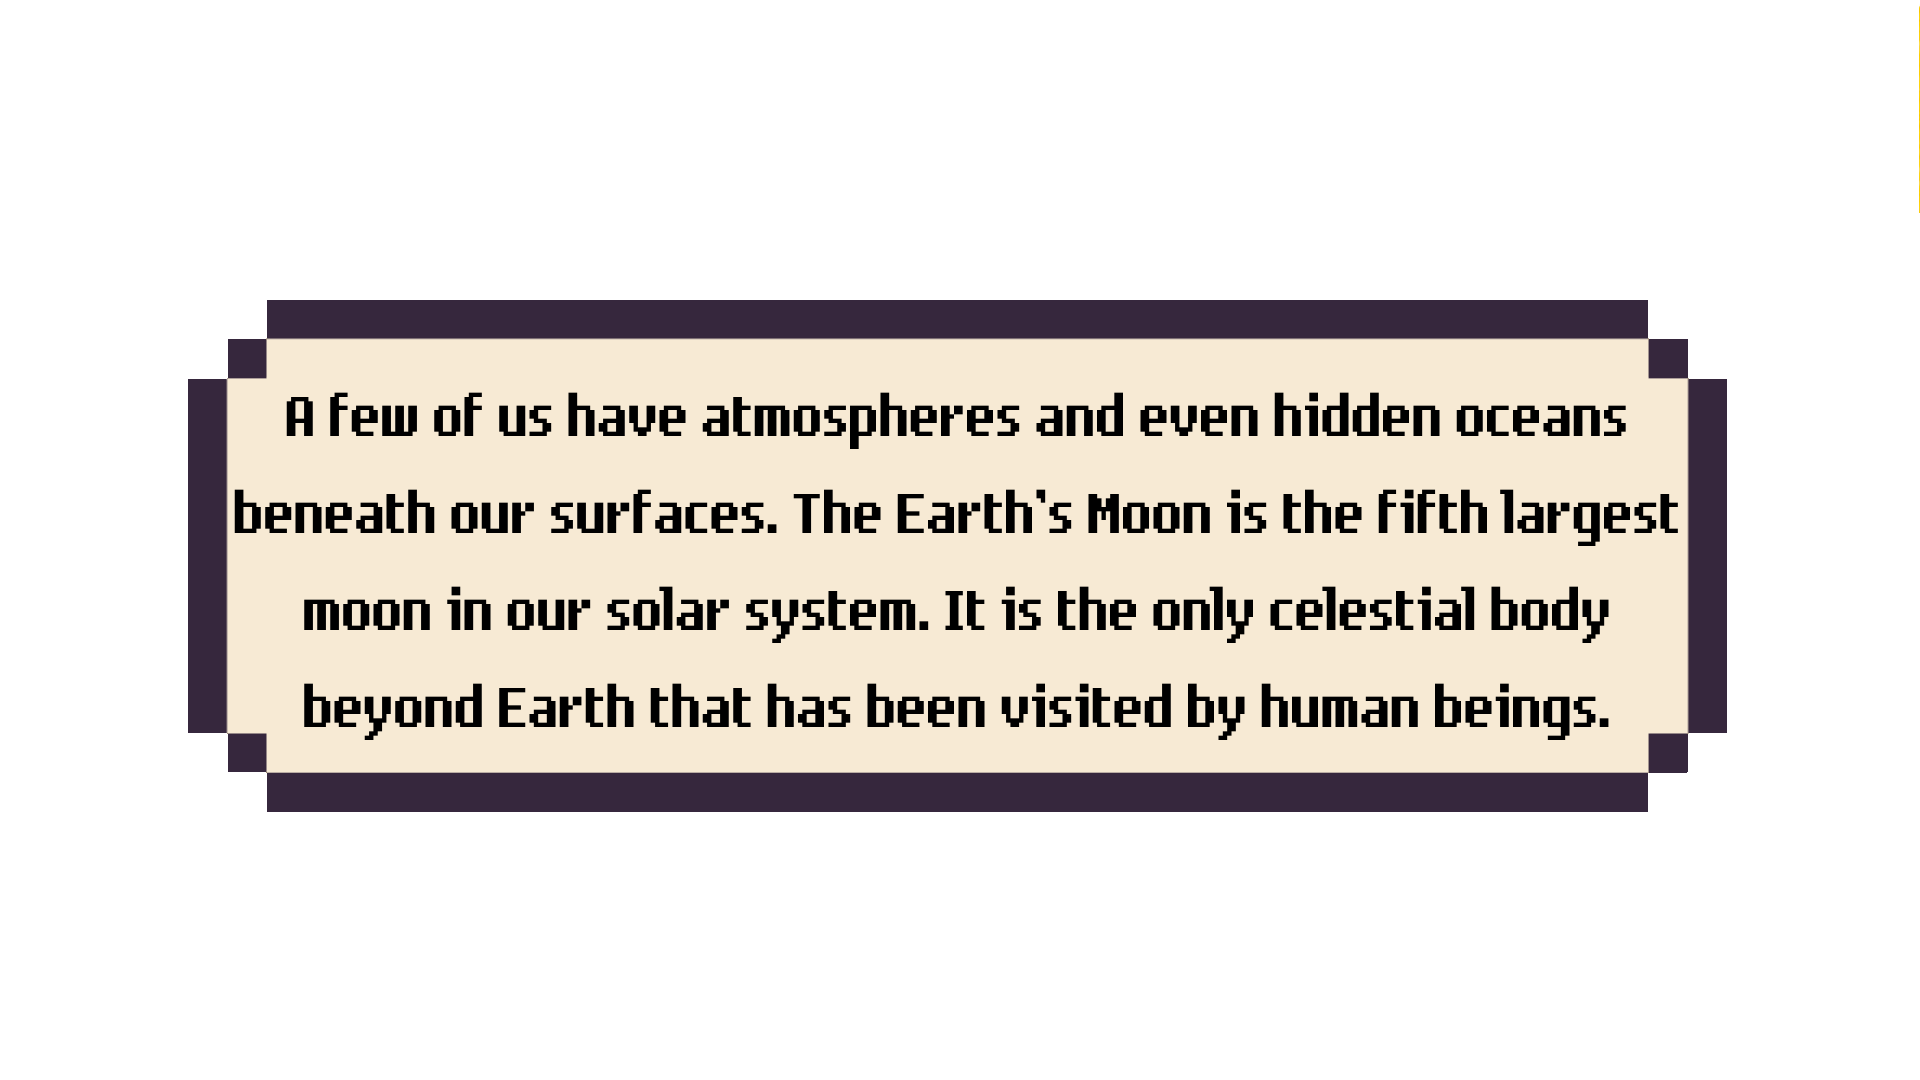 A few of us have atmospheres and even hidden oceans
beneath our surfaces. The Earth's Moon is the fifth largest
moon in our solar system. It is the only celestial body
beyond Earth that has been visited by human beings.